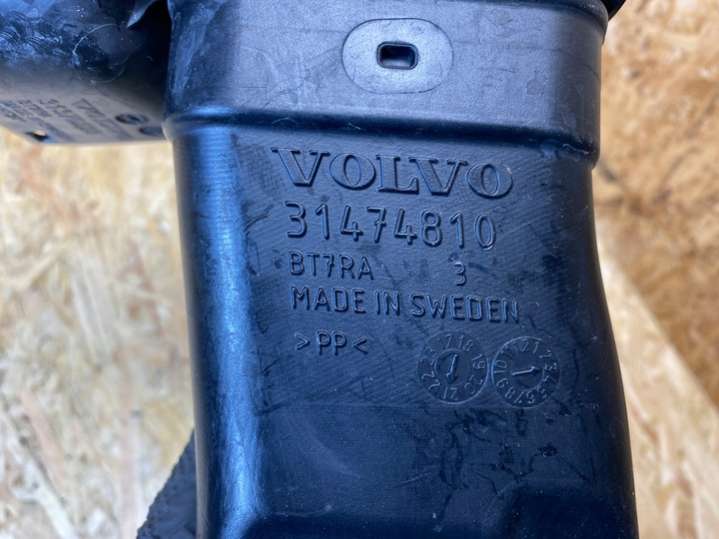 VOLVO
31474810
BT7RA 3
MADE IN SWEDEN
>PP<